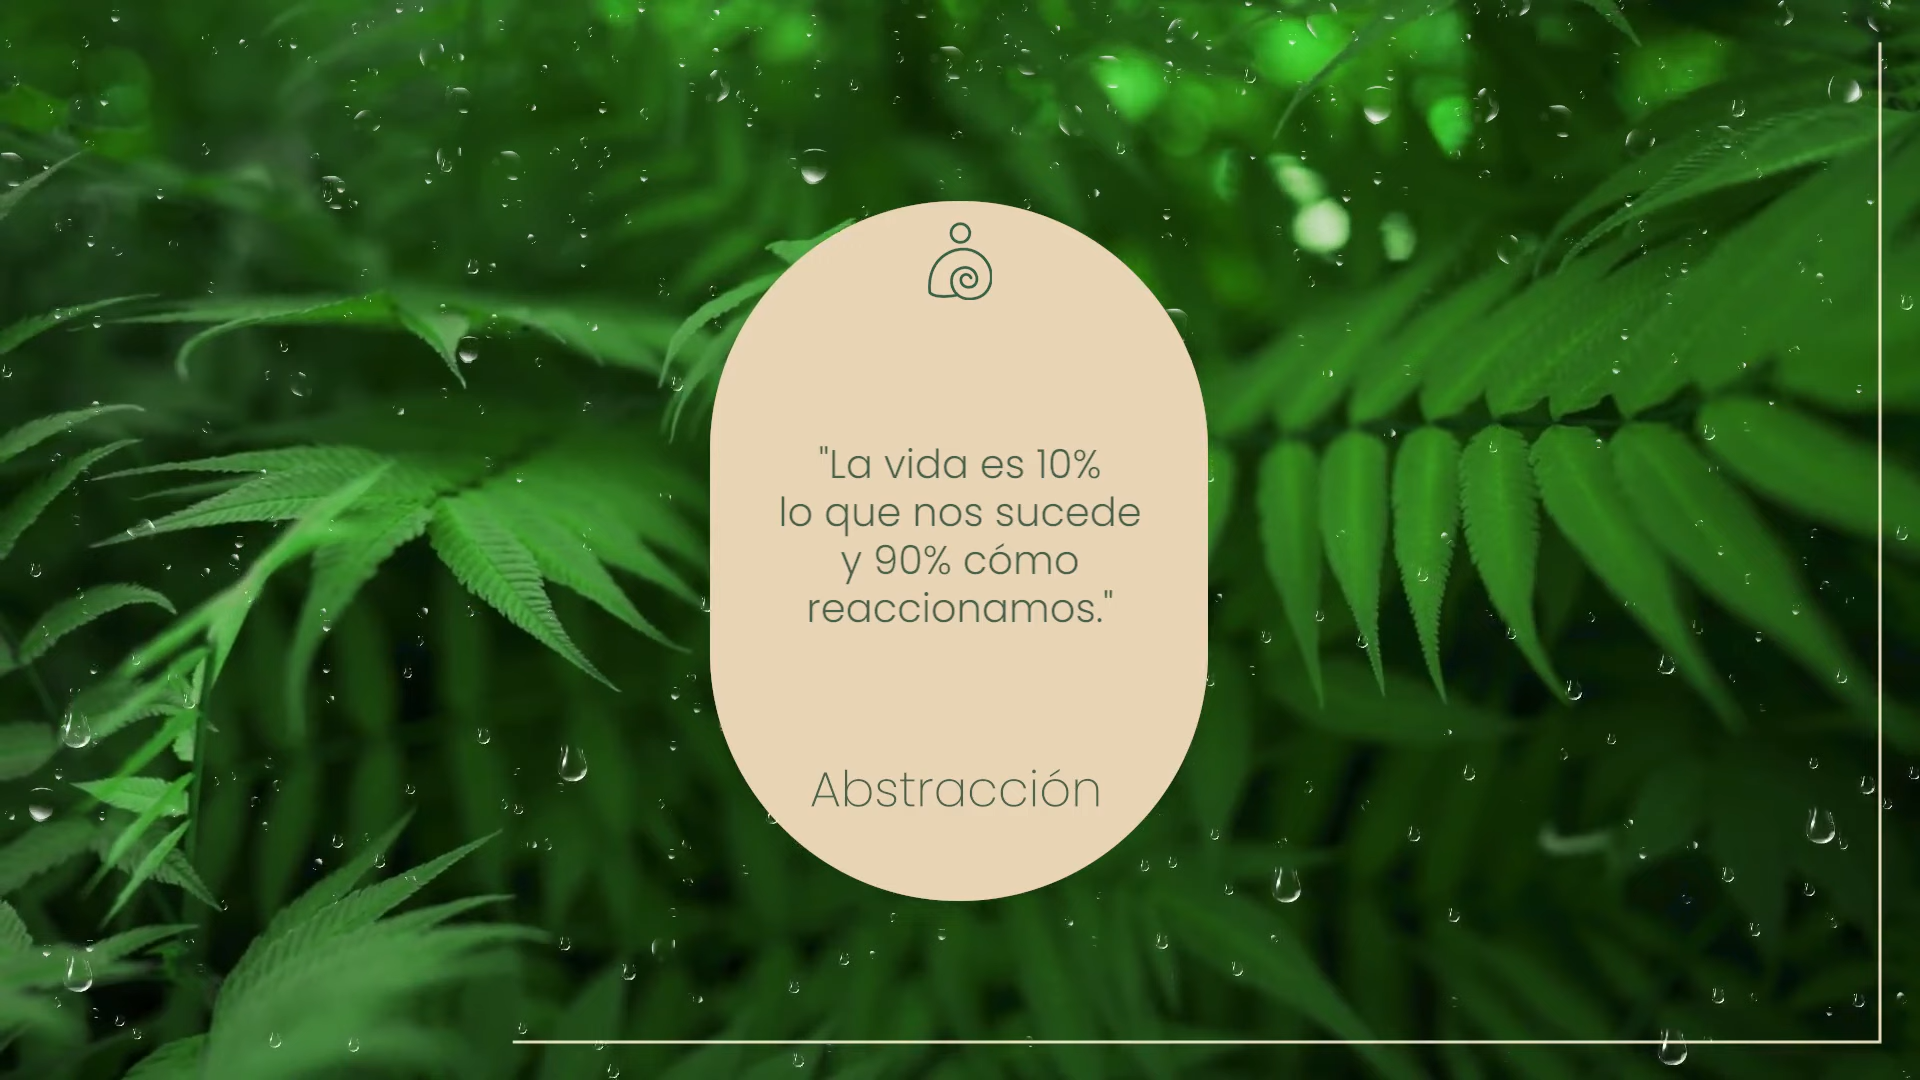 "La vida es 10%
lo que nos sucede
y 90% cómo
reaccionamos."
Abstracción